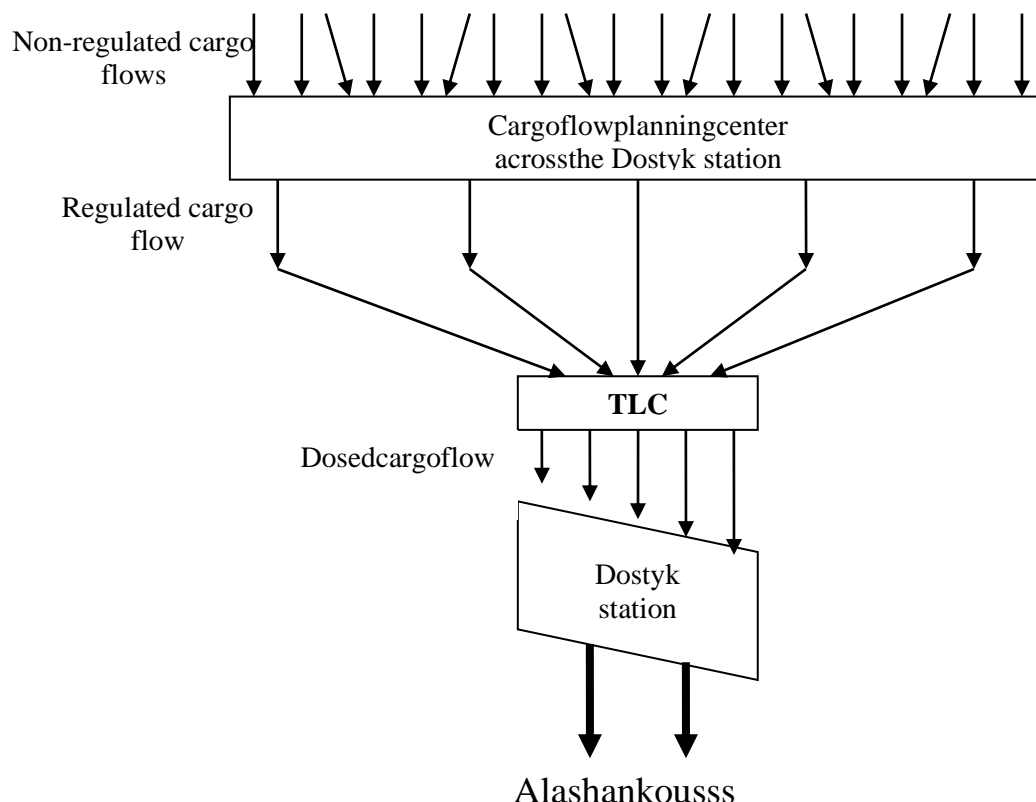 Non-regulated cargo
flows
Cargoflowplanningcenter
acrossthe Dostyk station
Regulated cargo
flow
TLC
Dosedcargoflow
Dostyk
station
Alashankousss